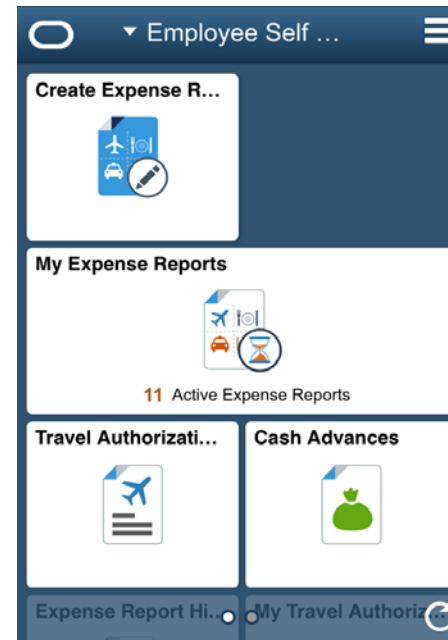 Employee Self ...
Create Expense R...
My Expense Reports
11 Active Expense Reports
Travel Authorizati...
Cash Advances
Expense Report Hi...
My Travel Authoriz...